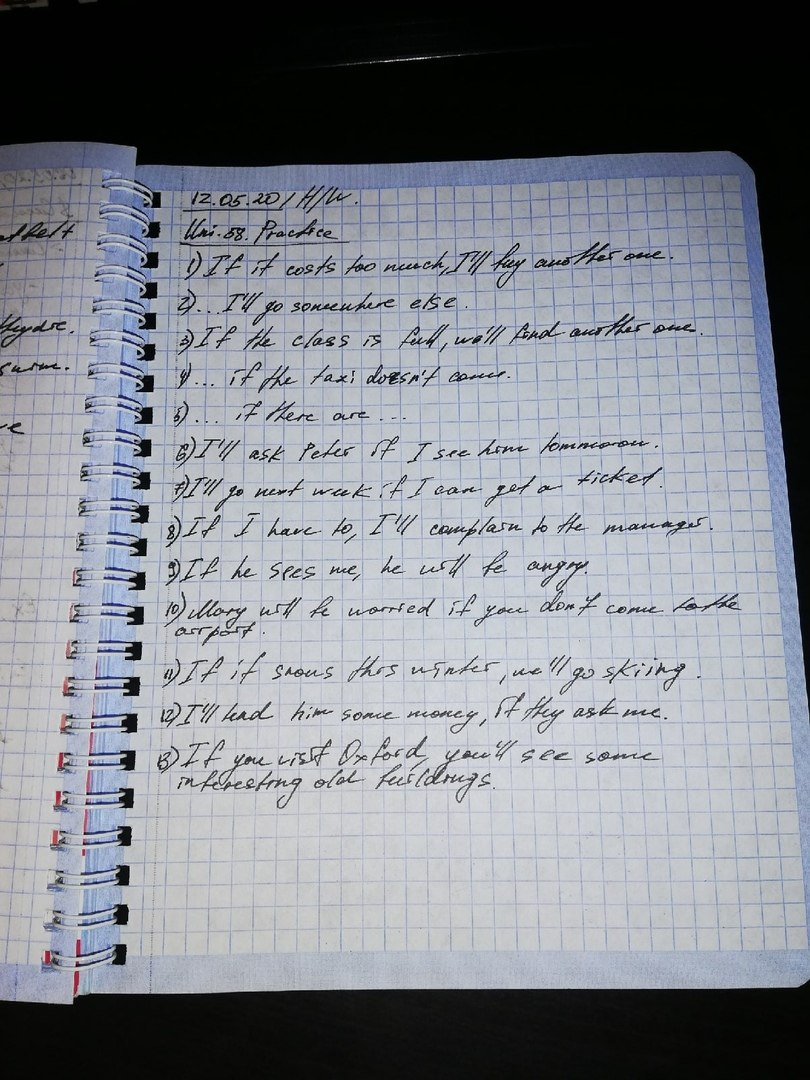 athelt
thydre.
swim.
e
12.05.20 / H/W.
Uni. 58. Practice
1) If it costs too much, I'll buy another one.
2) ... I'll go somewhere else.
3) If the class is full, we'll find another one.
4) ... if the taxi doesn't come.
5) ... if there are ...
6) I'll ask Peter if I see him tommorow.
7) I'll go next week if I can get a ticket.
8) If I have to, I'll complain to the manager.
9) If he sees me, he will be angry.
10) Mary will be worried if you don't come to the
airport.
11) If it snows this winter, we'll go skiing.
12) I'll lend him some money, if they ask me.
13) If you visit Oxford, you'll see some
interesting old buildings.